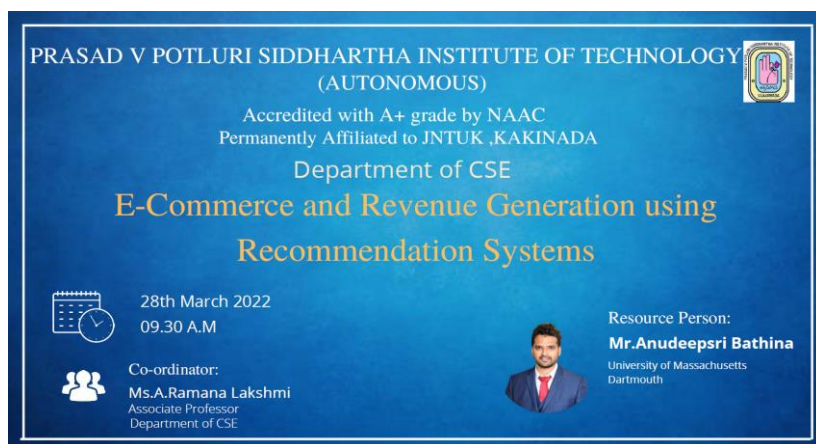 PRASAD V POTLURI SIDDHARTHA INSTITUTE OF TECHNOLOGY
(AUTONOMOUS)
Accredited with A+ grade by NAAC
Permanently Affiliated to JNTUK ,KAKINADA
Department of CSE
E-Commerce and Revenue Generation using
Recommendation Systems
28th March 2022
09.30 A.M
Co-ordinator:
Ms.A.Ramana Lakshmi
Associate Professor
Department of CSE
Resource Person:
Mr.Anudeepsri Bathina
University of Massachusetts
Dartmouth